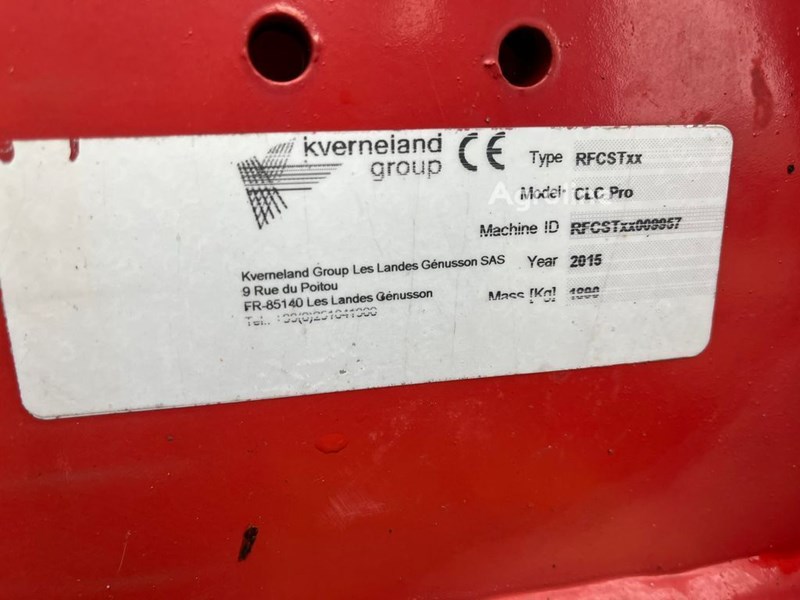 kverneland
group
CE
Type RFCSTxx
Model CLC Pro
Machine ID
Year 2015
Mass [Kg]
Kverneland Group Les Landes Génusson SAS
9 Rue du Poitou
FR-85140 Les Landes Génusson
Agroline